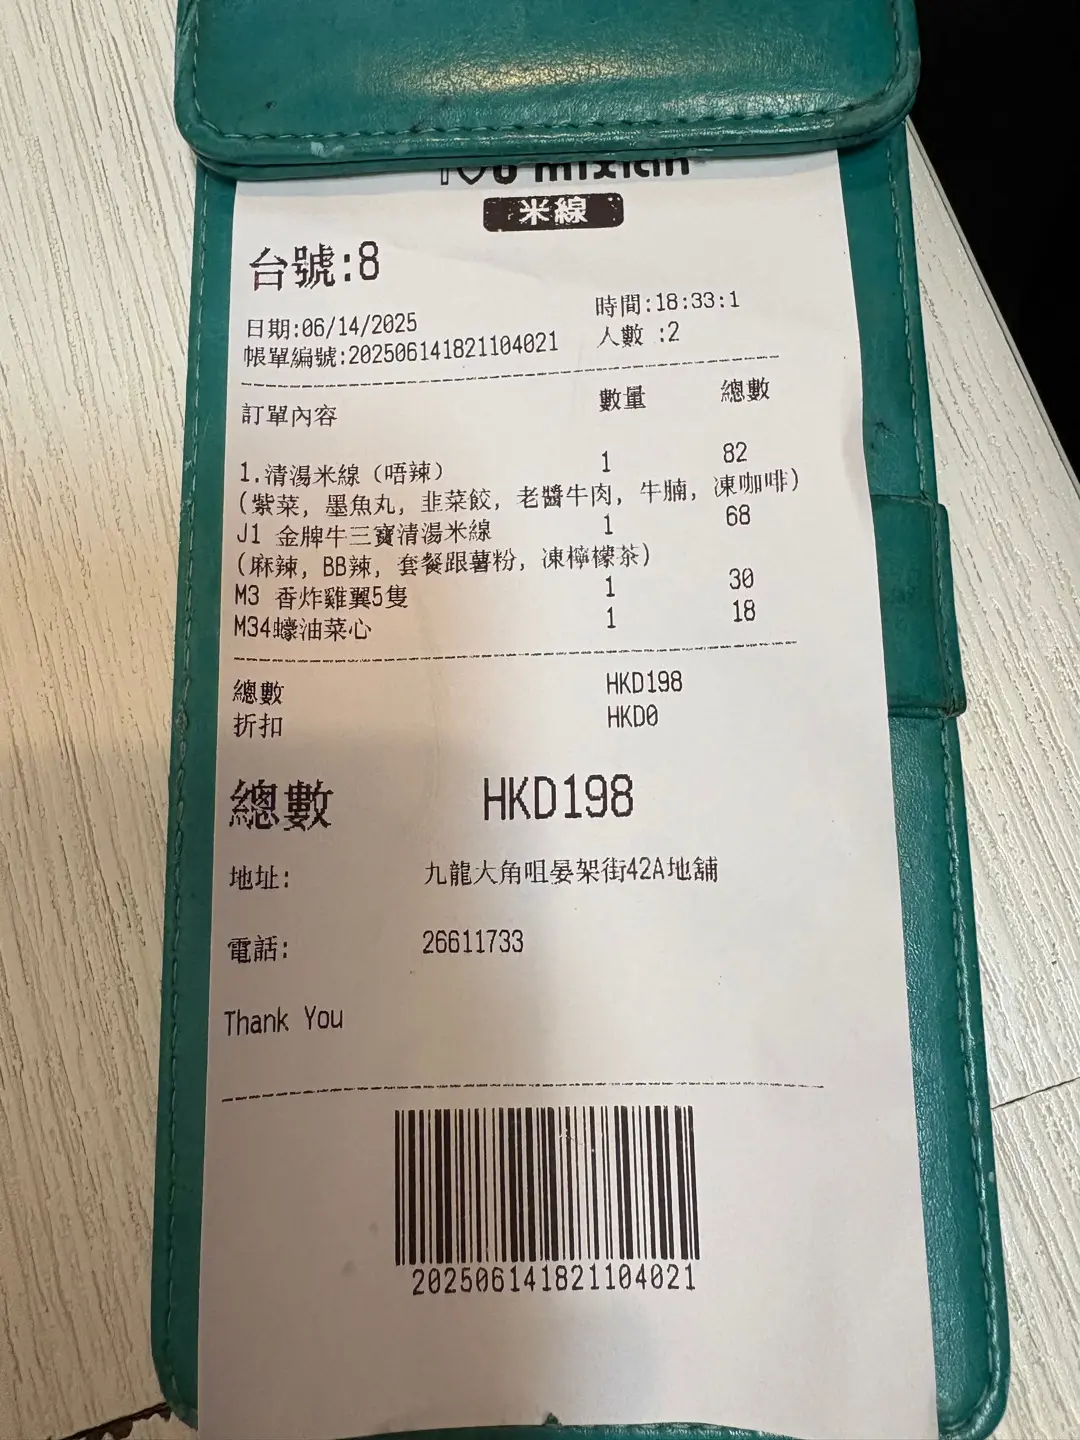 I♡U mixian
米線
台號:8
日期:06/14/2025 時間:18:33:1
帳單編號:202506141821104021 人數 :2
訂單內容 數量 總數
1.清湯米線（唔辣） 1 82
(紫菜, 墨魚丸, 韭菜餃, 老醬牛肉, 牛腩, 凍咖啡)
J1 金牌牛三寶清湯米線 1 68
(麻辣, BB辣, 套餐跟薯粉, 凍檸檬茶)
M3 香炸雞翼5隻 1 30
M34蠔油菜心 1 18
總數 HKD198
折扣 HKD0
總數 HKD198
地址: 九龍大角咀晏架街42A地舖
電話: 26611733
Thank You
202506141821104021